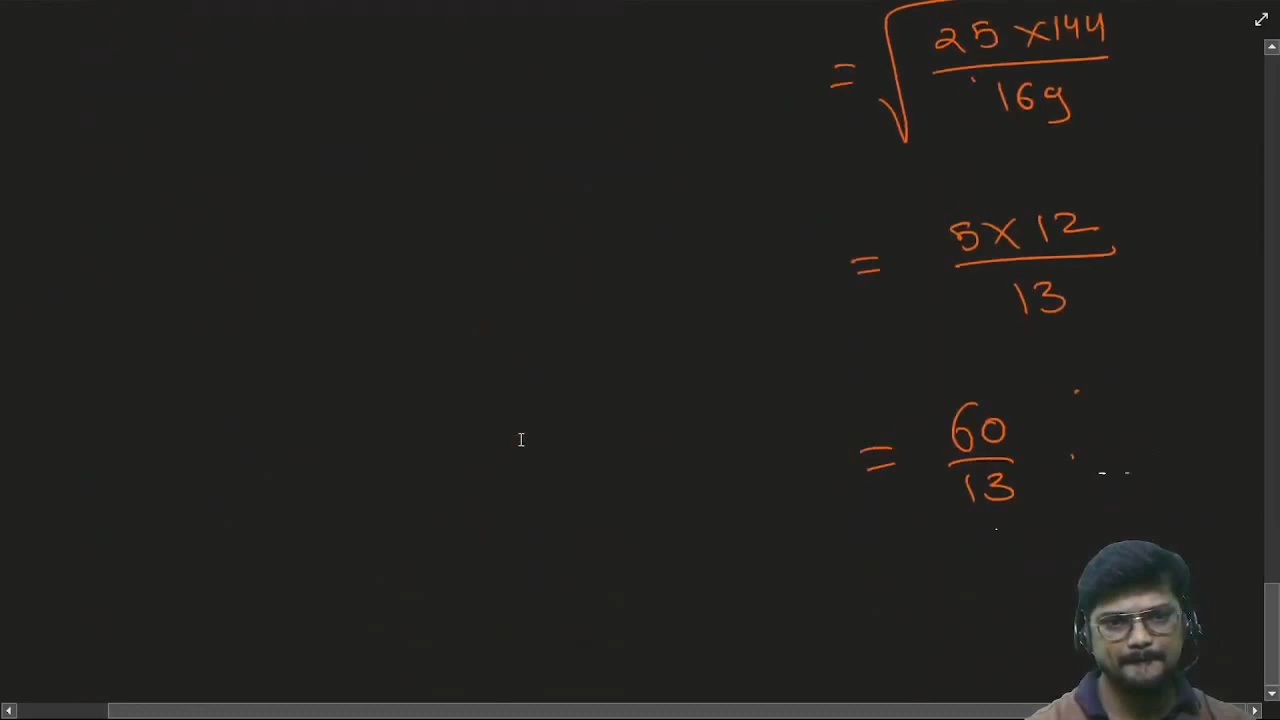 = √(25 × 144 / 169)
= 5 × 12 / 13
= 60 / 13